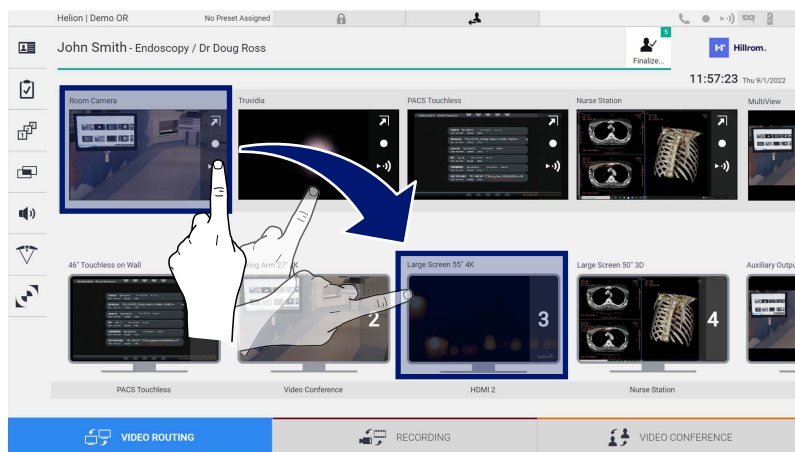 Helion | Demo OR
No Preset Assigned
John Smith - Endoscopy / Dr Doug Ross
5
Finalize...
Hillrom.
11:57:23 Thu 9/1/2022
Room Camera
Truvidia
PACS Touchless
Nurse Station
MultiView
46" Touchless on Wall
Arm 27" 4K
Large Screen 55" 4K
Large Screen 50" 3D
Auxiliary Outpu
2
3
4
PACS Touchless
Video Conference
HDMI 2
Nurse Station
VIDEO ROUTING
RECORDING
VIDEO CONFERENCE